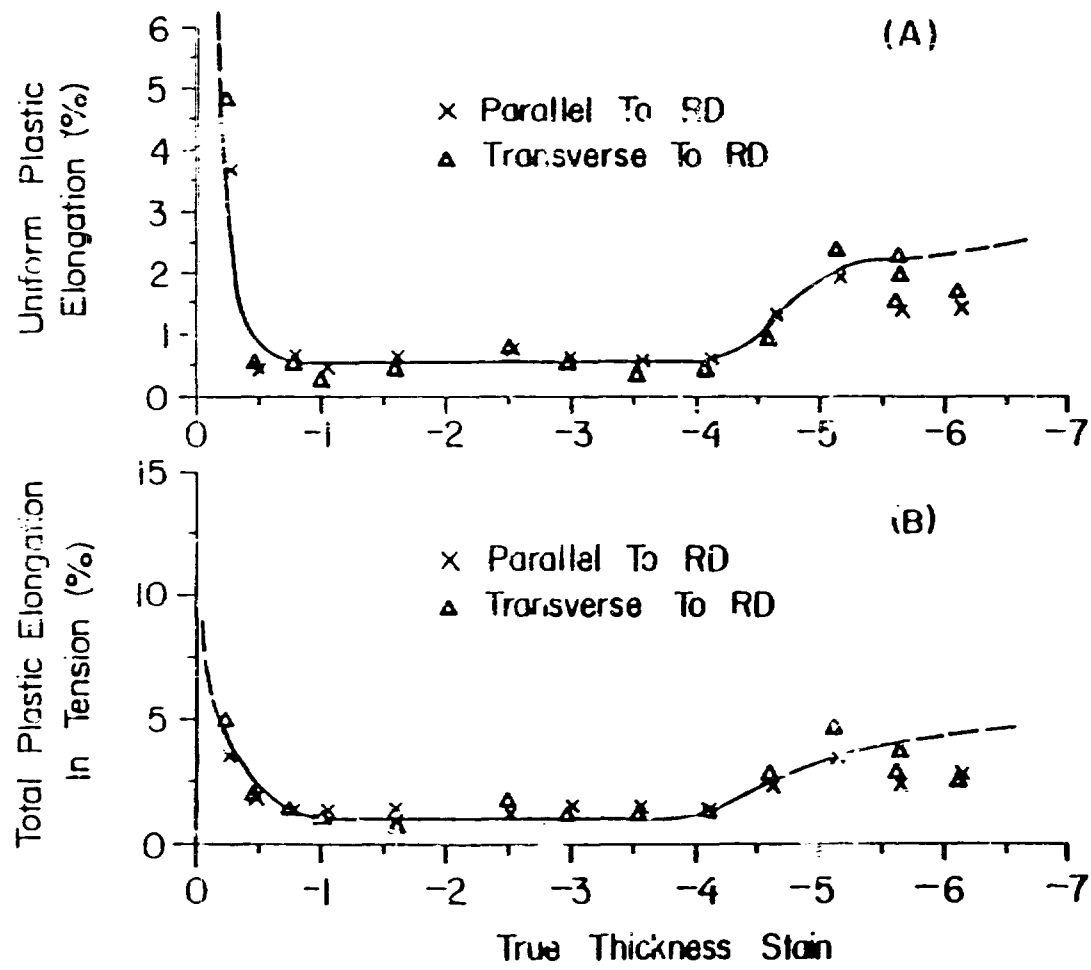 (A)
6
5
4
3
2
1
0
Uniform Plastic
Elongation (%)
× Parallel To RD
△ Transverse To RD
0 -1 -2 -3 -4 -5 -6 -7
(B)
15
10
5
0
Total Plastic Elongation
In Tension (%)
× Parallel To RD
△ Transverse To RD
0 -1 -2 -3 -4 -5 -6 -7
True Thickness Stain